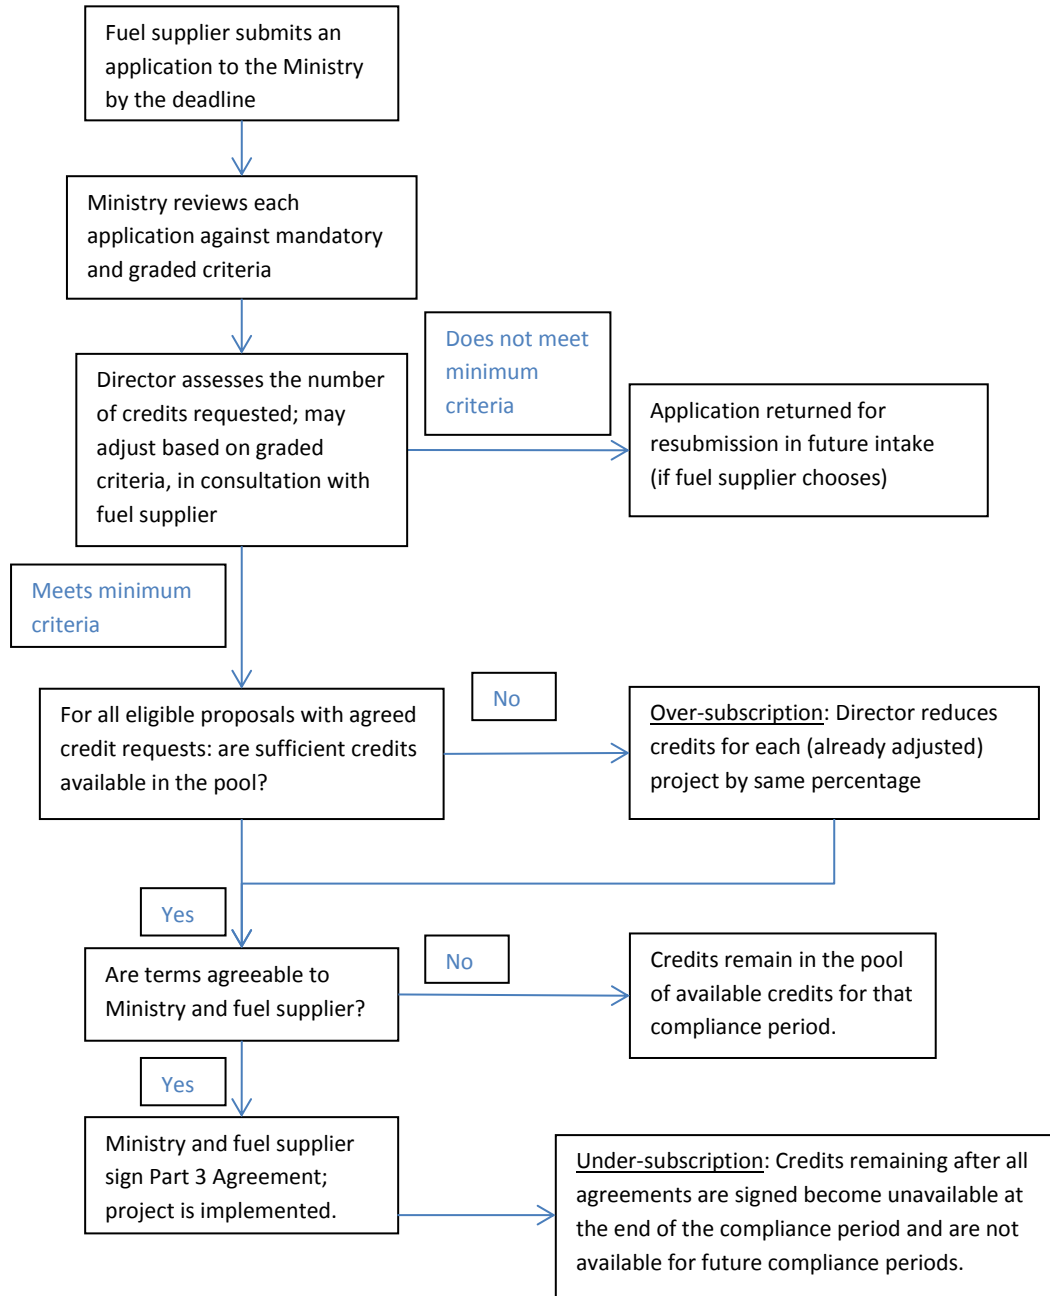 Fuel supplier submits an
application to the Ministry
by the deadline
Ministry reviews each
application against mandatory
and graded criteria
Does not meet
minimum
criteria
Director assesses the number
of credits requested; may
adjust based on graded
criteria, in consultation with
fuel supplier
Application returned for
resubmission in future intake
(if fuel supplier chooses)
Meets minimum
criteria
For all eligible proposals with agreed
credit requests: are sufficient credits
available in the pool?
No
Over-subscription: Director reduces
credits for each (already adjusted)
project by same percentage
Yes
Are terms agreeable to
Ministry and fuel supplier?
No
Credits remain in the pool
of available credits for that
compliance period.
Yes
Ministry and fuel supplier
sign Part 3 Agreement;
project is implemented.
Under-subscription: Credits remaining after all
agreements are signed become unavailable at
the end of the compliance period and are not
available for future compliance periods.